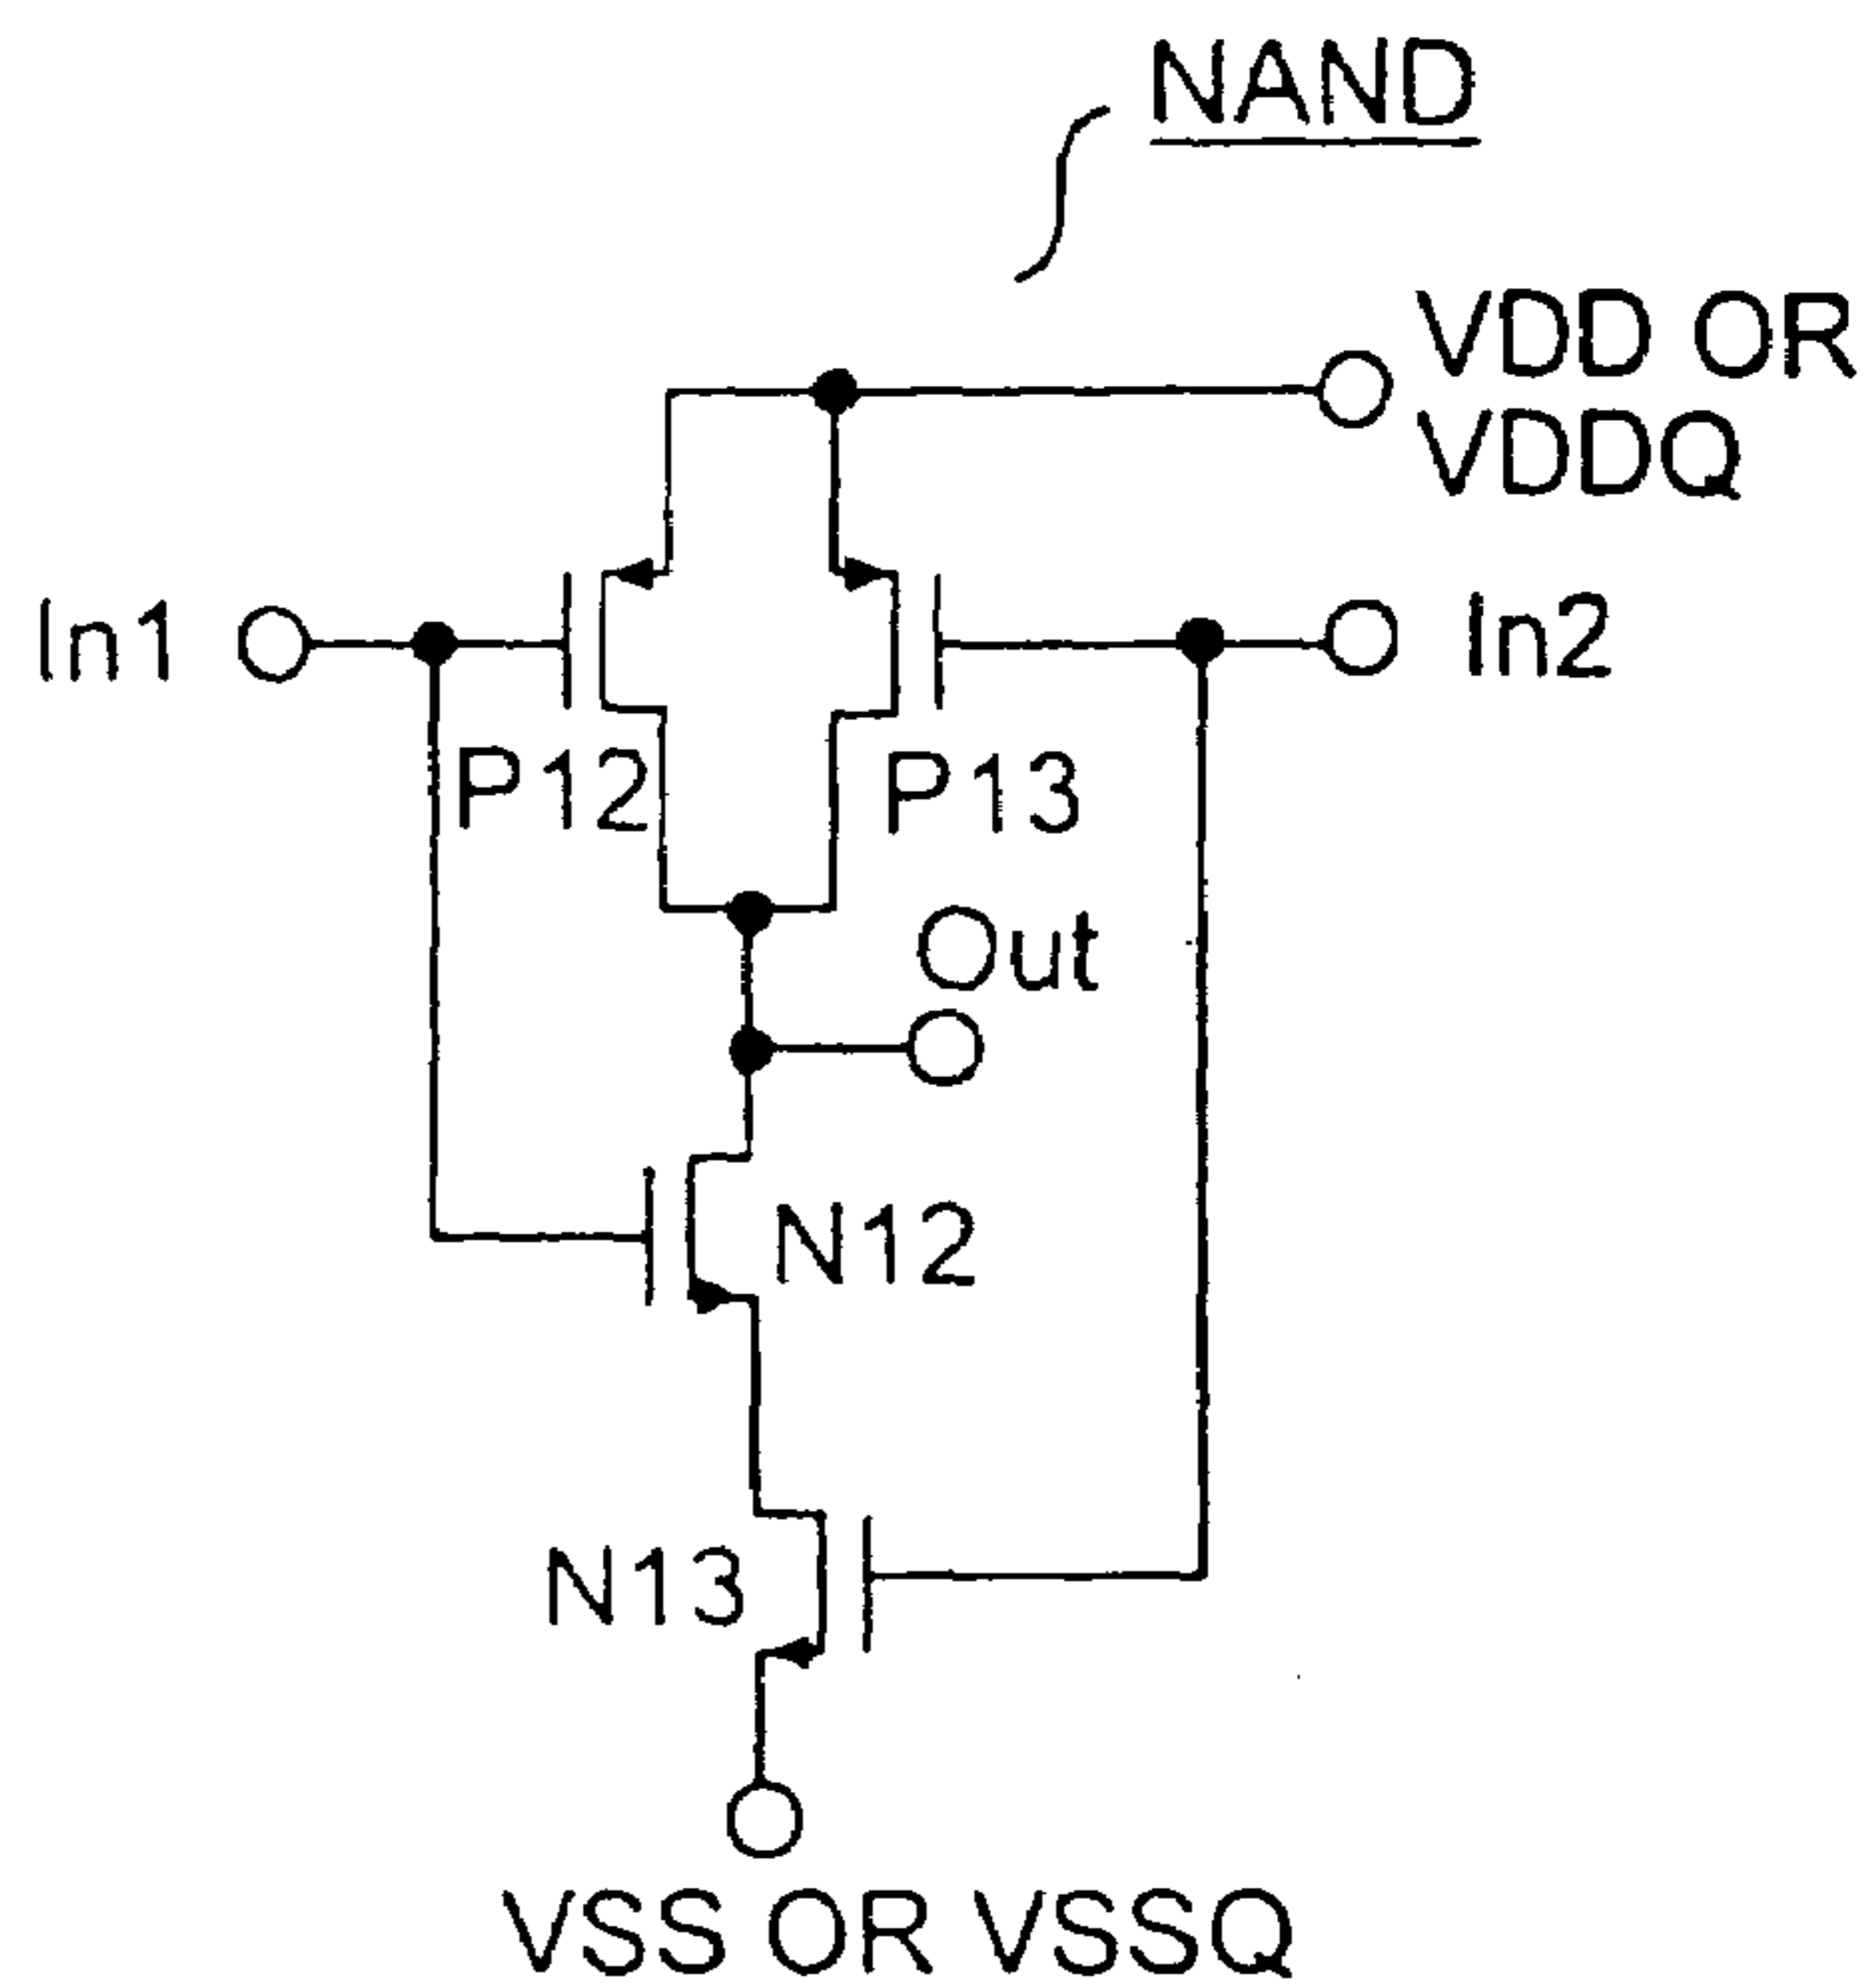 NAND
VDD OR
VDDQ
In1
In2
P12
P13
Out
N12
N13
VSS OR VSSQ